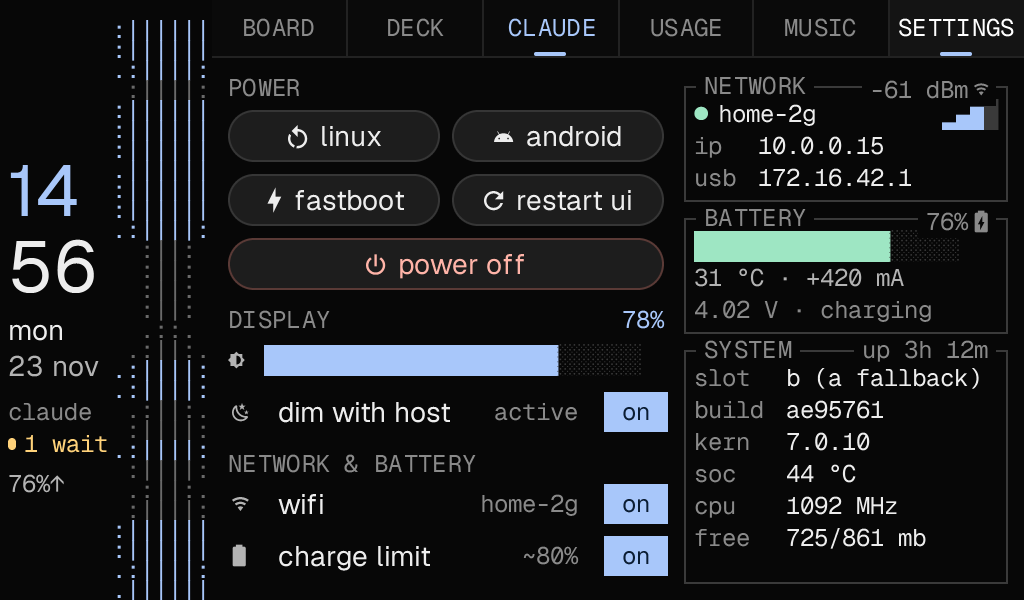 BOARD DECK CLAUDE USAGE MUSIC SETTINGS
14
56
mon
23 nov
claude
1 wait
76%↑
POWER
linux android
fastboot restart ui
power off
DISPLAY 78%
dim with host active on
NETWORK & BATTERY
wifi home-2g on
charge limit ~80% on
NETWORK -61 dBm
home-2g
ip 10.0.0.15
usb 172.16.42.1
BATTERY 76%
31 °C · +420 mA
4.02 V · charging
SYSTEM up 3h 12m
slot b (a fallback)
build ae95761
kern 7.0.10
soc 44 °C
cpu 1092 MHz
free 725/861 mb